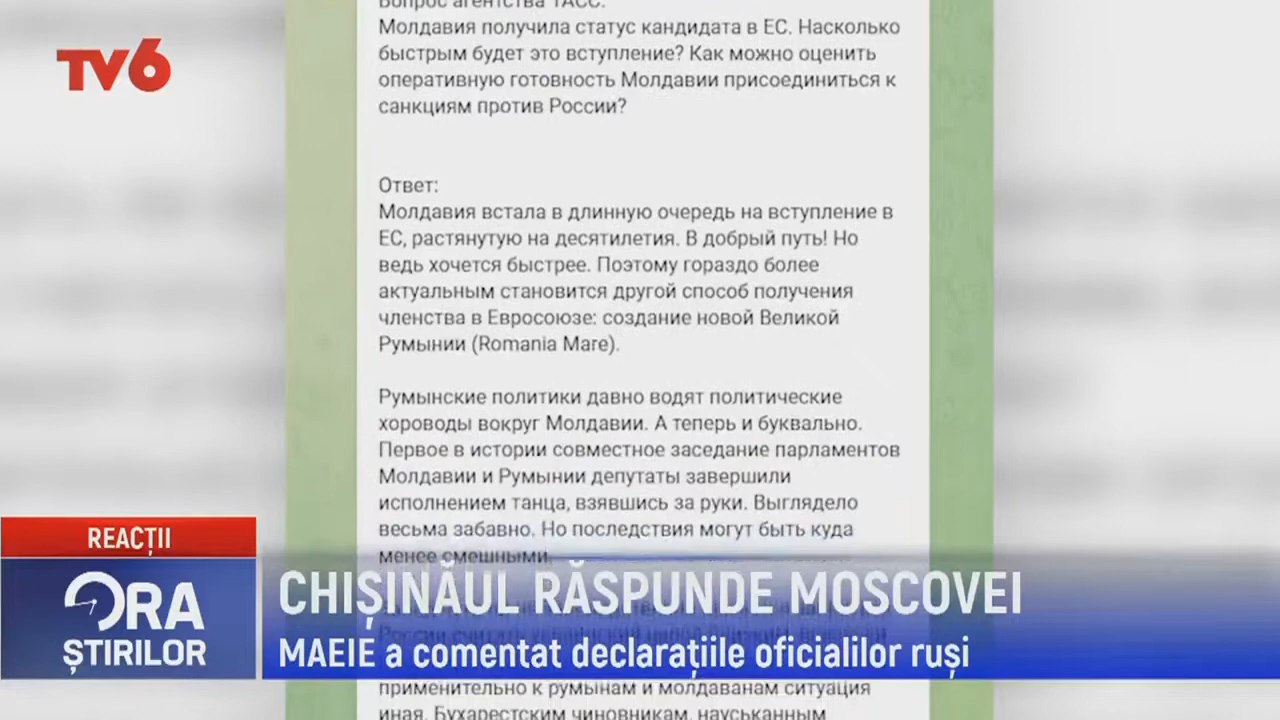 Вопрос агентства ТАСС:
Молдавия получила статус кандидата в ЕС. Насколько
быстрым будет это вступление? Как можно оценить
оперативную готовность Молдавии присоединиться к
санкциям против России?
Ответ:
Молдавия встала в длинную очередь на вступление в
ЕС, растянутую на десятилетия. В добрый путь! Но
ведь хочется быстрее. Поэтому гораздо более
актуальным становится другой способ получения
членства в Евросоюзе: создание новой Великой
Румынии (Romania Mare).
Румынские политики давно водят политические
хороводы вокруг Молдавии. А теперь и буквально.
Первое в истории совместное заседание парламентов
Молдавии и Румынии депутаты завершили
исполнением танца, взявшись за руки. Выглядело
весьма забавно. Но последствия могут быть куда
менее смешными.
применительно к румынам и молдаванам ситуация
иная. Бухарестским чиновникам, науськанным
TV6
REACȚII
ORA
ȘTIRILOR
CHIȘINĂUL RĂSPUNDE MOSCOVEI
MAEIE a comentat declarațiile oficialilor ruși